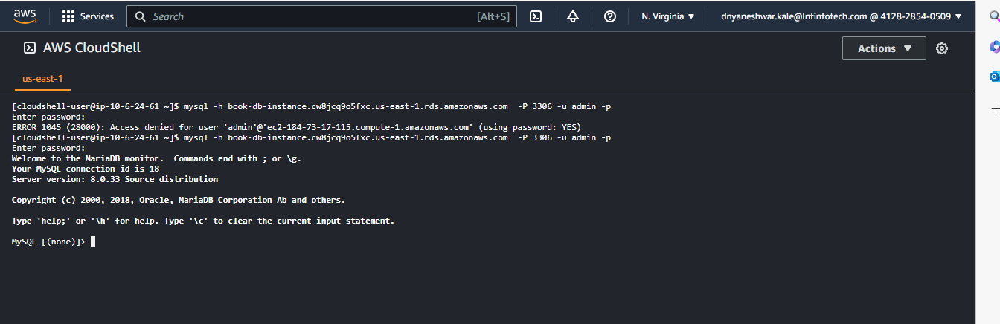 aws
Services
Search
[Alt+S]
N. Virginia
dnyaneshwar.kale@lntinfotech.com @ 4128-2854-0509
AWS CloudShell
Actions
us-east-1
[cloudshell-user@ip-10-6-24-61 ~]$ mysql -h book-db-instance.cw8jcq9o5fxc.us-east-1.rds.amazonaws.com  -P 3306 -u admin -p
Enter password:
ERROR 1045 (28000): Access denied for user 'admin'@'ec2-184-73-17-115.compute-1.amazonaws.com' (using password: YES)
[cloudshell-user@ip-10-6-24-61 ~]$ mysql -h book-db-instance.cw8jcq9o5fxc.us-east-1.rds.amazonaws.com  -P 3306 -u admin -p
Enter password:
Welcome to the MariaDB monitor.  Commands end with ; or \g.
Your MySQL connection id is 18
Server version: 8.0.33 Source distribution
Copyright (c) 2000, 2018, Oracle, MariaDB Corporation Ab and others.
Type 'help;' or '\h' for help. Type '\c' to clear the current input statement.
MySQL [(none)]>